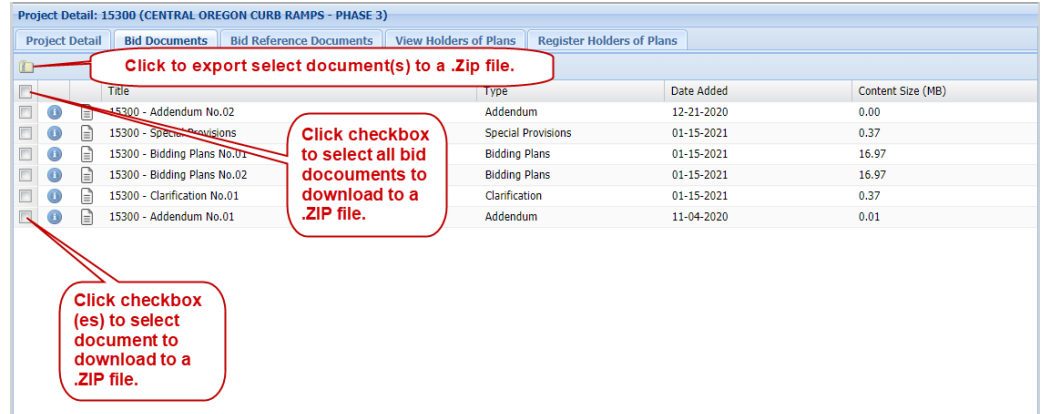 Project Detail: 15300 (CENTRAL OREGON CURB RAMPS - PHASE 3)
Project Detail Bid Documents Bid Reference Documents View Holders of Plans Register Holders of Plans
Click to export select document(s) to a .Zip file.
Title Type Date Added Content Size (MB)
15300 - Addendum No.02 Addendum 12-21-2020 0.00
15300 - Special Provisions Special Provisions 01-15-2021 0.37
15300 - Bidding Plans No.01 Bidding Plans 01-15-2021 16.97
15300 - Bidding Plans No.02 Bidding Plans 01-15-2021 16.97
15300 - Clarification No.01 Clarification 01-15-2021 0.37
15300 - Addendum No.01 Addendum 11-04-2020 0.01
Click checkbox
to select all bid
docouments to
download to a
.ZIP file.
Click checkbox
(es) to select
document to
download to a
.ZIP file.